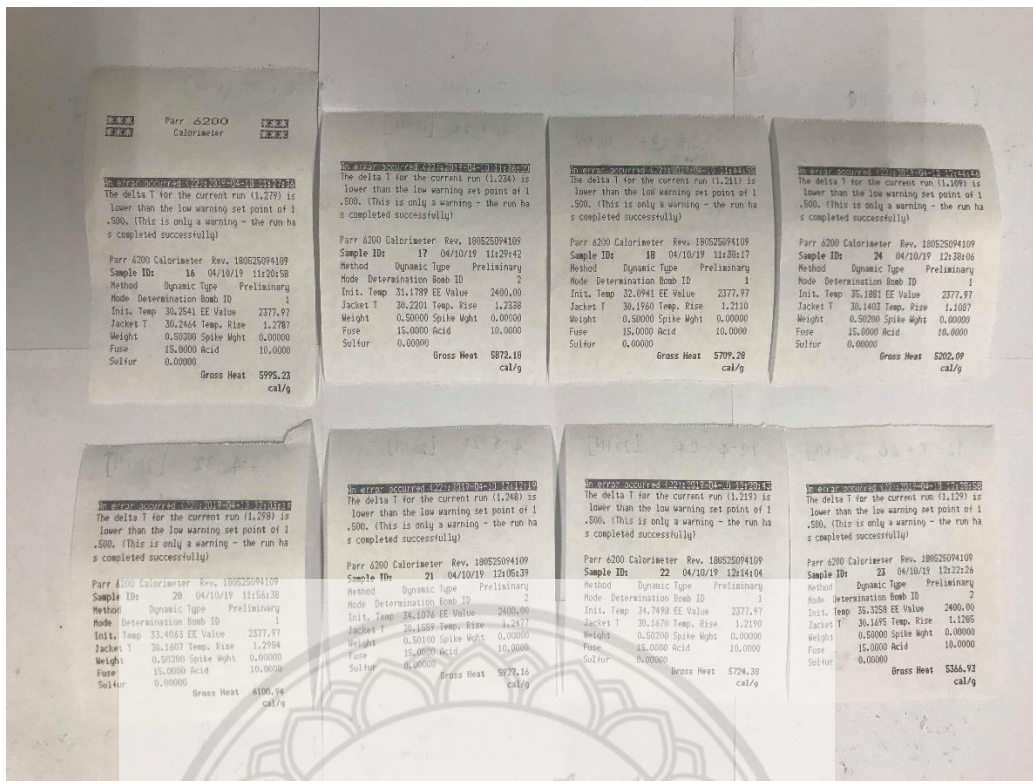 Parr 6200
Calorimeter
The delta T for the current run (1.279) is
lower than the low warning set point of 1
.500. (This is only a warning - the run ha
s completed successfully)
Parr 6200 Calorimeter Rev. 180525094109
Sample ID: 16 04/10/19 11:20:58
Method Dynamic Type Preliminary
Mode Determination Bomb ID 1
Init. Temp 30.2541 EE Value 2377.97
Jacket T 30.2464 Temp. Rise 1.2787
Weight 0.50300 Spike Wght 0.00000
Fuse 15.0000 Acid 10.0000
Sulfur 0.00000
Gross Heat 5995.23
cal/g
The delta T for the current run (1.234) is
lower than the low warning set point of 1
.500. (This is only a warning - the run ha
s completed successfully)
Parr 6200 Calorimeter Rev. 180525094109
Sample ID: 17 04/10/19 11:29:42
Method Dynamic Type Preliminary
Mode Determination Bomb ID 2
Init. Temp 31.1789 EE Value 2400.00
Jacket T 30.2201 Temp. Rise 1.2338
Weight 0.50000 Spike Wght 0.00000
Fuse 15.0000 Acid 10.0000
Sulfur 0.00000
Gross Heat 5872.18
cal/g
The delta T for the current run (1.211) is
lower than the low warning set point of 1
.500. (This is only a warning - the run ha
s completed successfully)
Parr 6200 Calorimeter Rev. 180525094109
Sample ID: 18 04/10/19 11:38:17
Method Dynamic Type Preliminary
Mode Determination Bomb ID 1
Init. Temp 32.0941 EE Value 2377.97
Jacket T 30.1960 Temp. Rise 1.2110
Weight 0.50000 Spike Wght 0.00000
Fuse 15.0000 Acid 10.0000
Sulfur 0.00000
Gross Heat 5709.28
cal/g
The delta T for the current run (1.109) is
lower than the low warning set point of 1
.500. (This is only a warning - the run ha
s completed successfully)
Parr 6200 Calorimeter Rev. 180525094109
Sample ID: 24 04/10/19 12:38:06
Method Dynamic Type Preliminary
Mode Determination Bomb ID 1
Init. Temp 35.1881 EE Value 2377.97
Jacket T 30.1403 Temp. Rise 1.1087
Weight 0.50200 Spike Wght 0.00000
Fuse 15.0000 Acid 10.0000
Sulfur 0.00000
Gross Heat 5202.09
cal/g
The delta T for the current run (1.298) is
lower than the low warning set point of 1
.500. (This is only a warning - the run ha
s completed successfully)
Parr 6200 Calorimeter Rev. 180525094109
Sample ID: 20 04/10/19 11:56:38
Method Dynamic Type Preliminary
Mode Determination Bomb ID 1
Init. Temp 33.4063 EE Value 2377.97
Jacket T 30.1607 Temp. Rise 1.2984
Weight 0.50200 Spike Wght 0.00000
Fuse 15.0000 Acid 10.0000
Sulfur 0.00000
Gross Heat 6100.94
cal/g
The delta T for the current run (1.248) is
lower than the low warning set point of 1
.500. (This is only a warning - the run ha
s completed successfully)
Parr 6200 Calorimeter Rev. 180525094109
Sample ID: 21 04/10/19 12:05:39
Method Dynamic Type Preliminary
Mode Determination Bomb ID 2
Init. Temp 34.1076 EE Value 2400.00
Jacket T 30.1559 Temp. Rise 1.2477
Weight 0.50100 Spike Wght 0.00000
Fuse 15.0000 Acid 10.0000
Sulfur 0.00000
Gross Heat 5927.16
cal/g
The delta T for the current run (1.219) is
lower than the low warning set point of 1
.500. (This is only a warning - the run ha
s completed successfully)
Parr 6200 Calorimeter Rev. 180525094109
Sample ID: 22 04/10/19 12:14:04
Method Dynamic Type Preliminary
Mode Determination Bomb ID 1
Init. Temp 34.7498 EE Value 2377.97
Jacket T 30.1670 Temp. Rise 1.2190
Weight 0.50200 Spike Wght 0.00000
Fuse 15.0000 Acid 10.0000
Sulfur 0.00000
Gross Heat 5724.38
cal/g
The delta T for the current run (1.129) is
lower than the low warning set point of 1
.500. (This is only a warning - the run ha
s completed successfully)
Parr 6200 Calorimeter Rev. 180525094109
Sample ID: 23 04/10/19 12:22:26
Method Dynamic Type Preliminary
Mode Determination Bomb ID 2
Init. Temp 35.3258 EE Value 2400.00
Jacket T 30.1695 Temp. Rise 1.1285
Weight 0.50000 Spike Wght 0.00000
Fuse 15.0000 Acid 10.0000
Sulfur 0.00000
Gross Heat 5366.93
cal/g